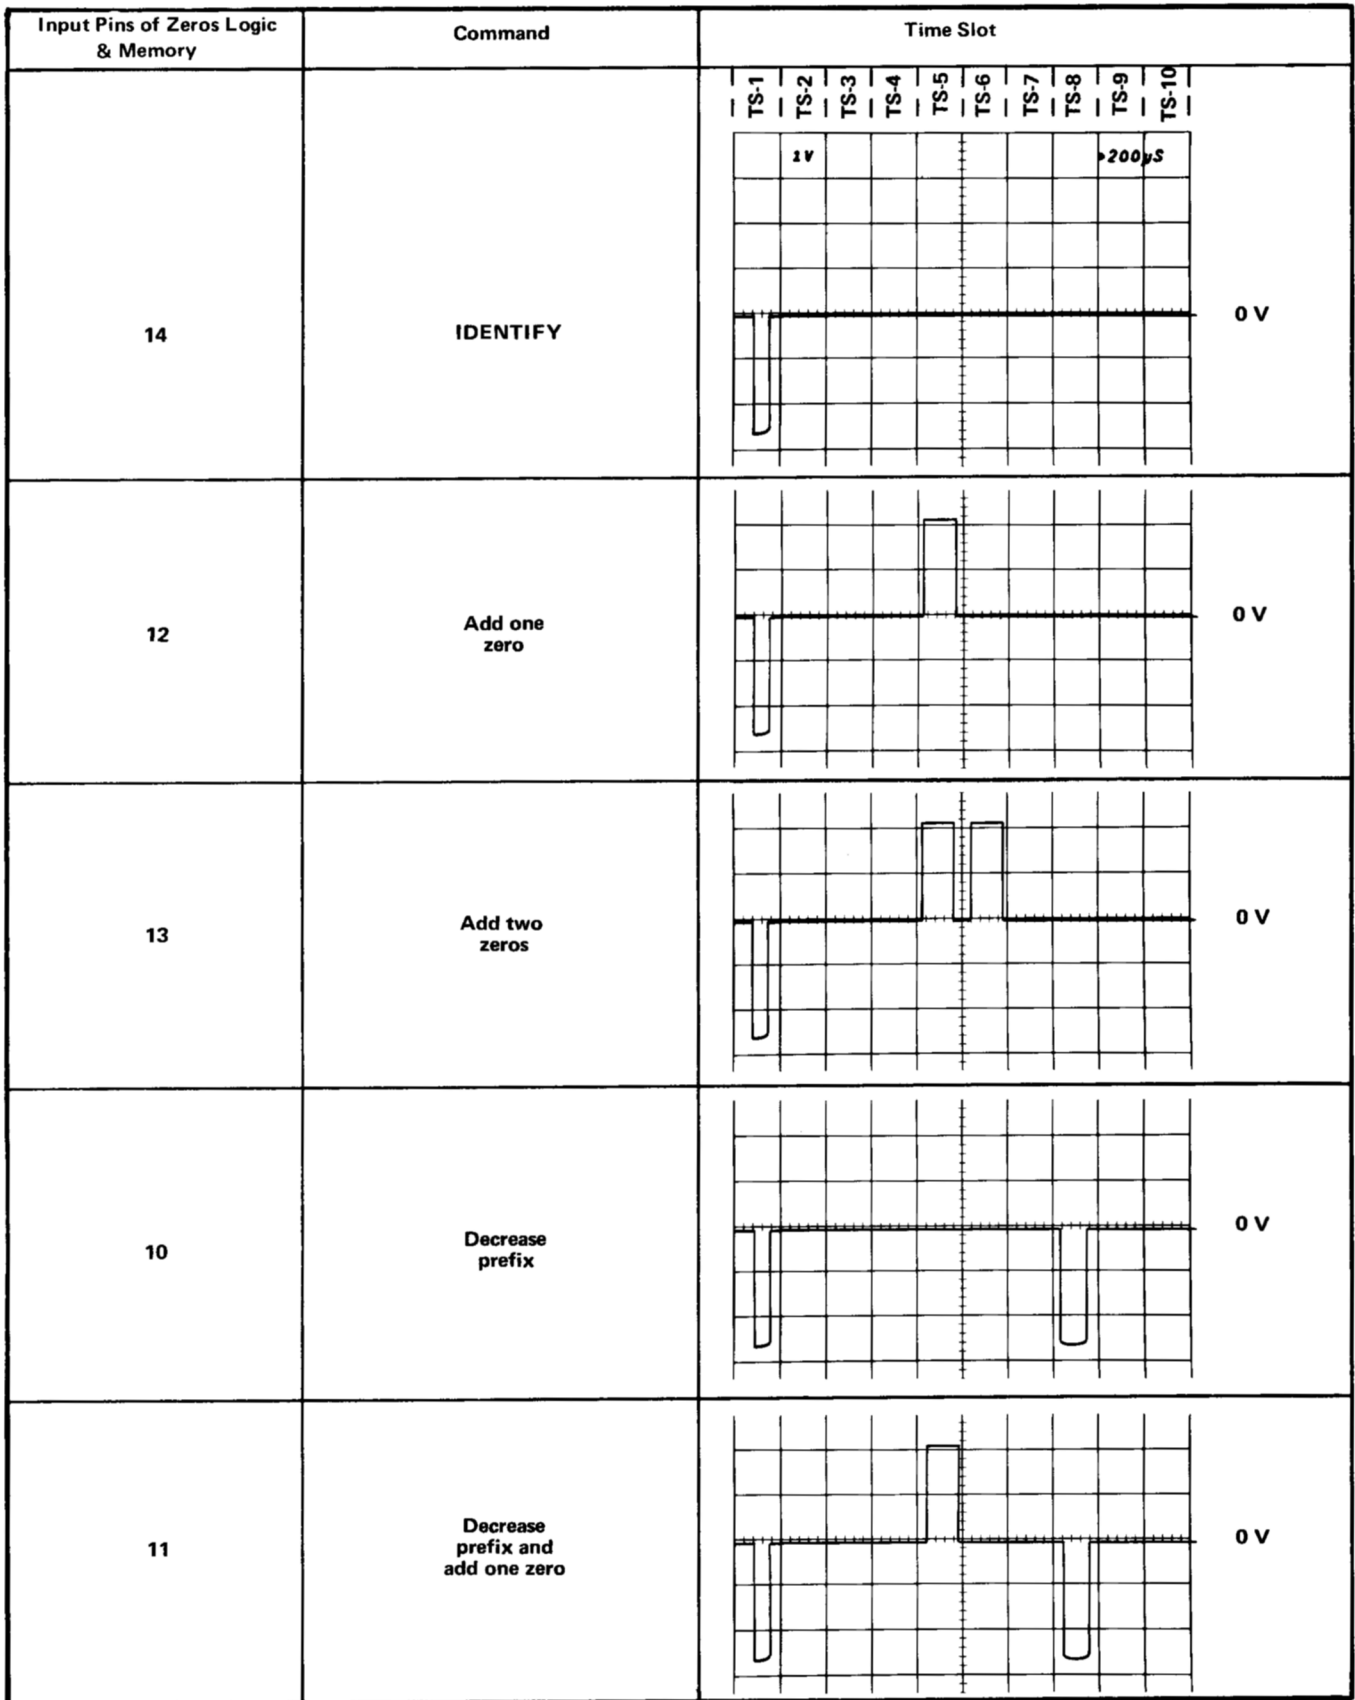 Input Pins of Zeros Logic
& Memory
Command
Time Slot
TS-1 TS-2 TS-3 TS-4 TS-5 TS-6 TS-7 TS-8 TS-9 TS-10
1V
200µS
14
IDENTIFY
0 V
12
Add one
zero
0 V
13
Add two
zeros
0 V
10
Decrease
prefix
0 V
11
Decrease
prefix and
add one zero
0 V